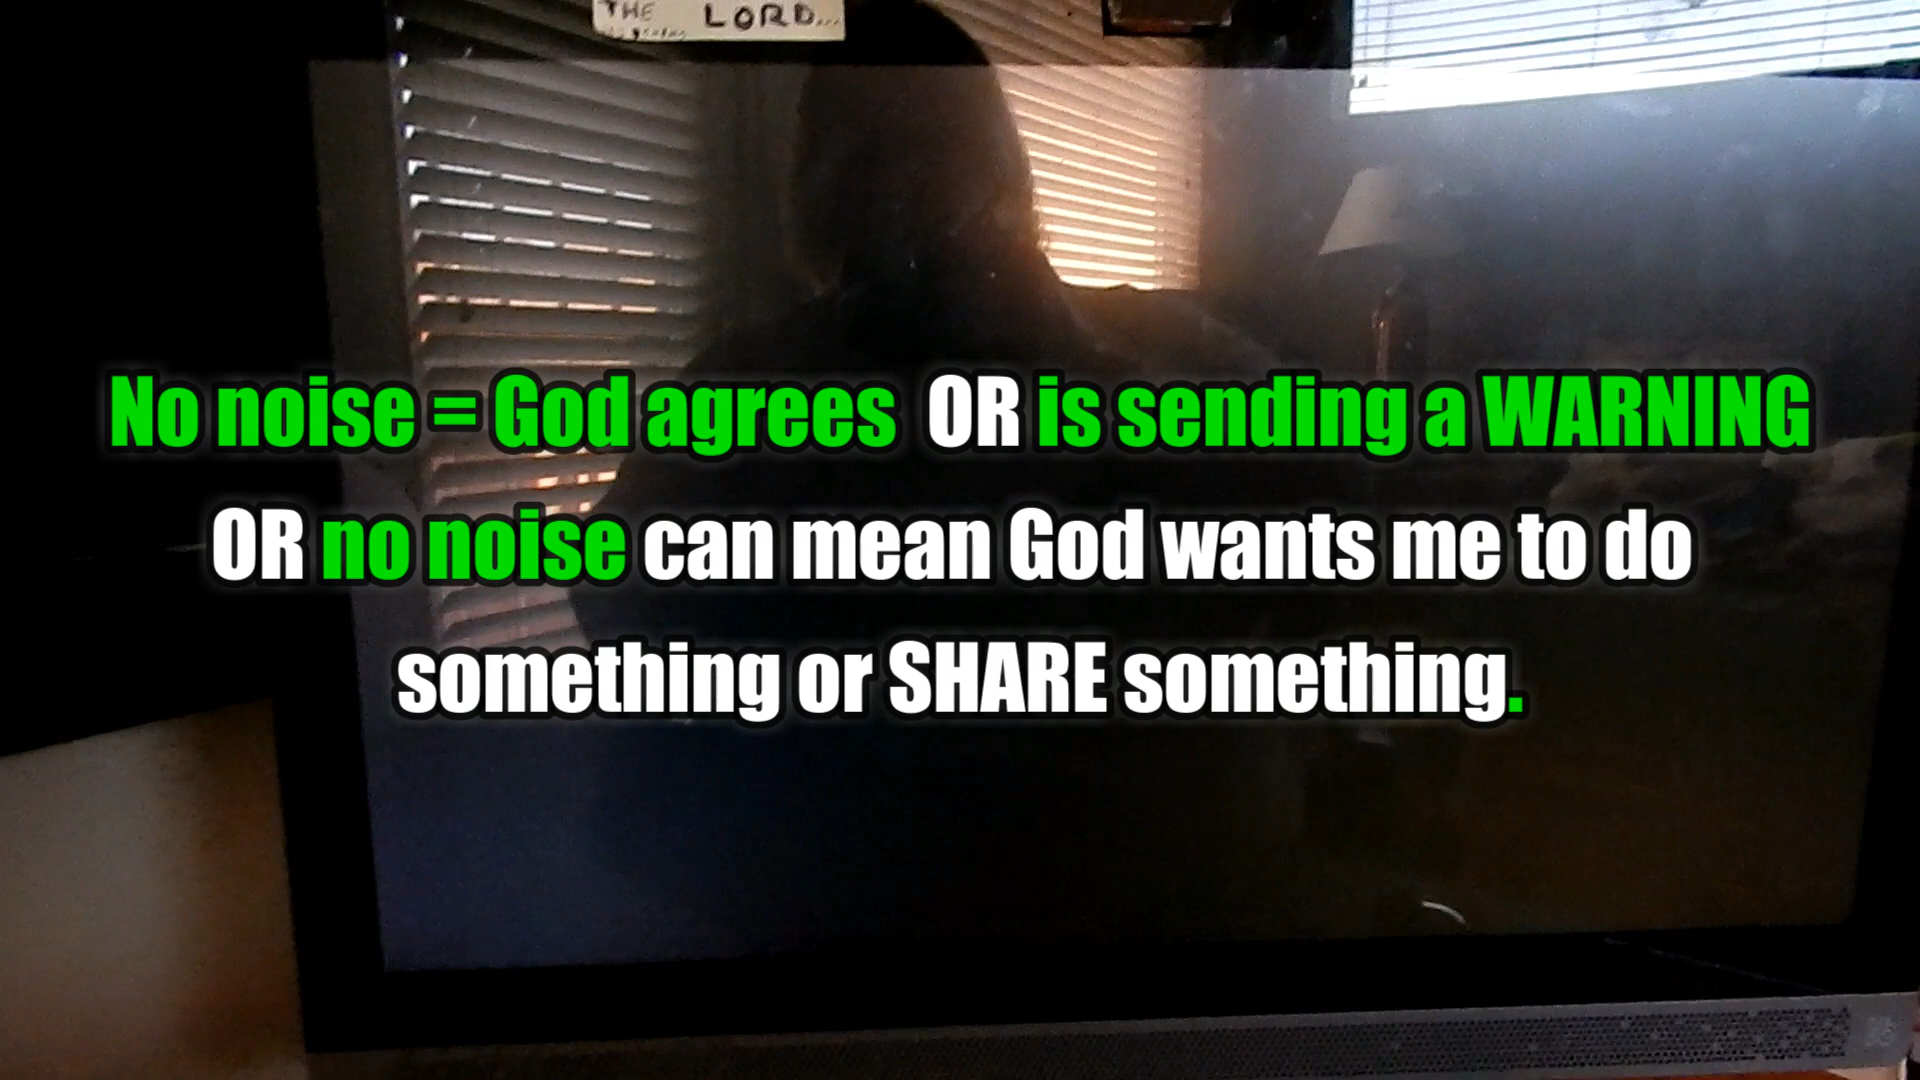 THE LORD...
No noise = God agrees OR is sending a WARNING
OR no noise can mean God wants me to do
something or SHARE something.